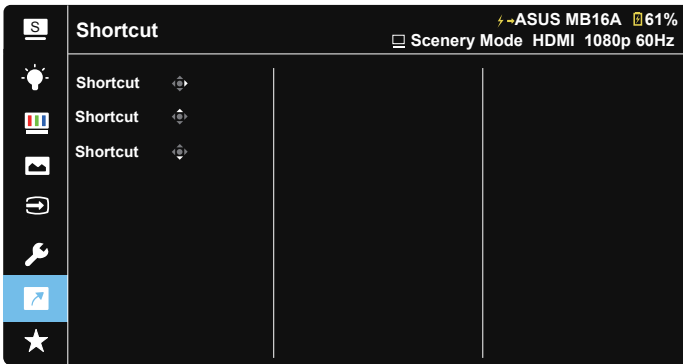 S
Shortcut
ASUS MB16A 61%
Scenery Mode HDMI 1080p 60Hz
Shortcut
Shortcut
Shortcut